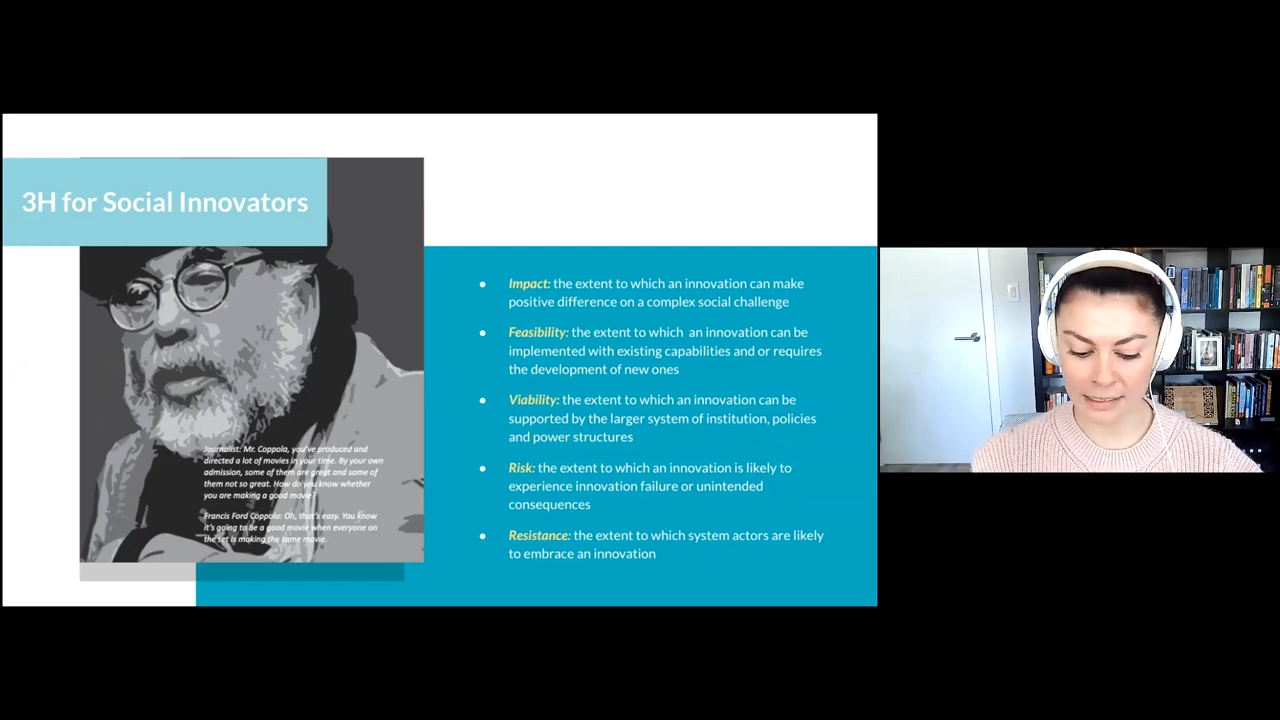 3H for Social Innovators
Journalist: Mr. Coppola, you've produced and
directed a lot of movies in your time. By your own
admission, some of them are great and some of
them not so great. How do you know whether
you are making a good movie?
Francis Ford Coppola: Oh, that's easy. You know
it's going to be a good movie when everyone on
the set is making the same movie.
● Impact: the extent to which an innovation can make
positive difference on a complex social challenge
● Feasibility: the extent to which an innovation can be
implemented with existing capabilities and or requires
the development of new ones
● Viability: the extent to which an innovation can be
supported by the larger system of institution, policies
and power structures
● Risk: the extent to which an innovation is likely to
experience innovation failure or unintended
consequences
● Resistance: the extent to which system actors are likely
to embrace an innovation